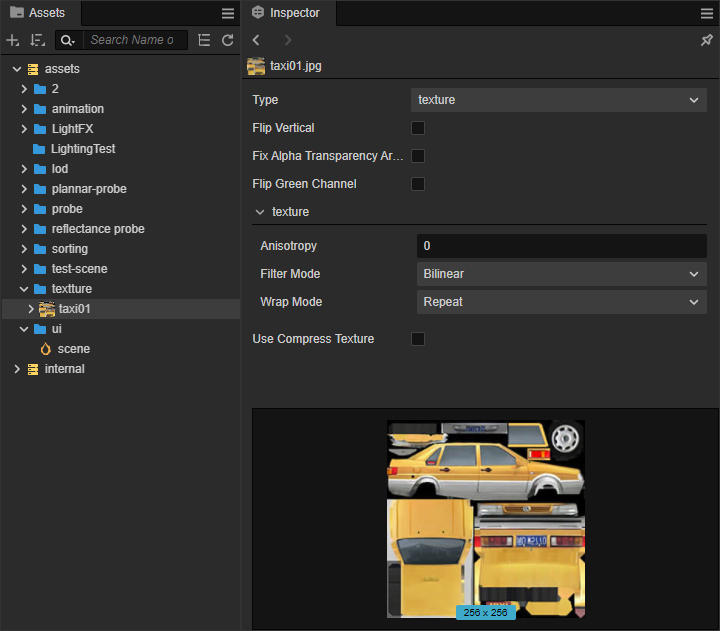 Assets
Search Name o
assets
2
animation
LightFX
LightingTest
lod
plannar-probe
probe
reflectance probe
sorting
test-scene
textture
taxi01
ui
scene
internal
Inspector
taxi01.jpg
Type
texture
Flip Vertical
Fix Alpha Transparency Ar...
Flip Green Channel
texture
Anisotropy
0
Filter Mode
Bilinear
Wrap Mode
Repeat
Use Compress Texture
256 x 256